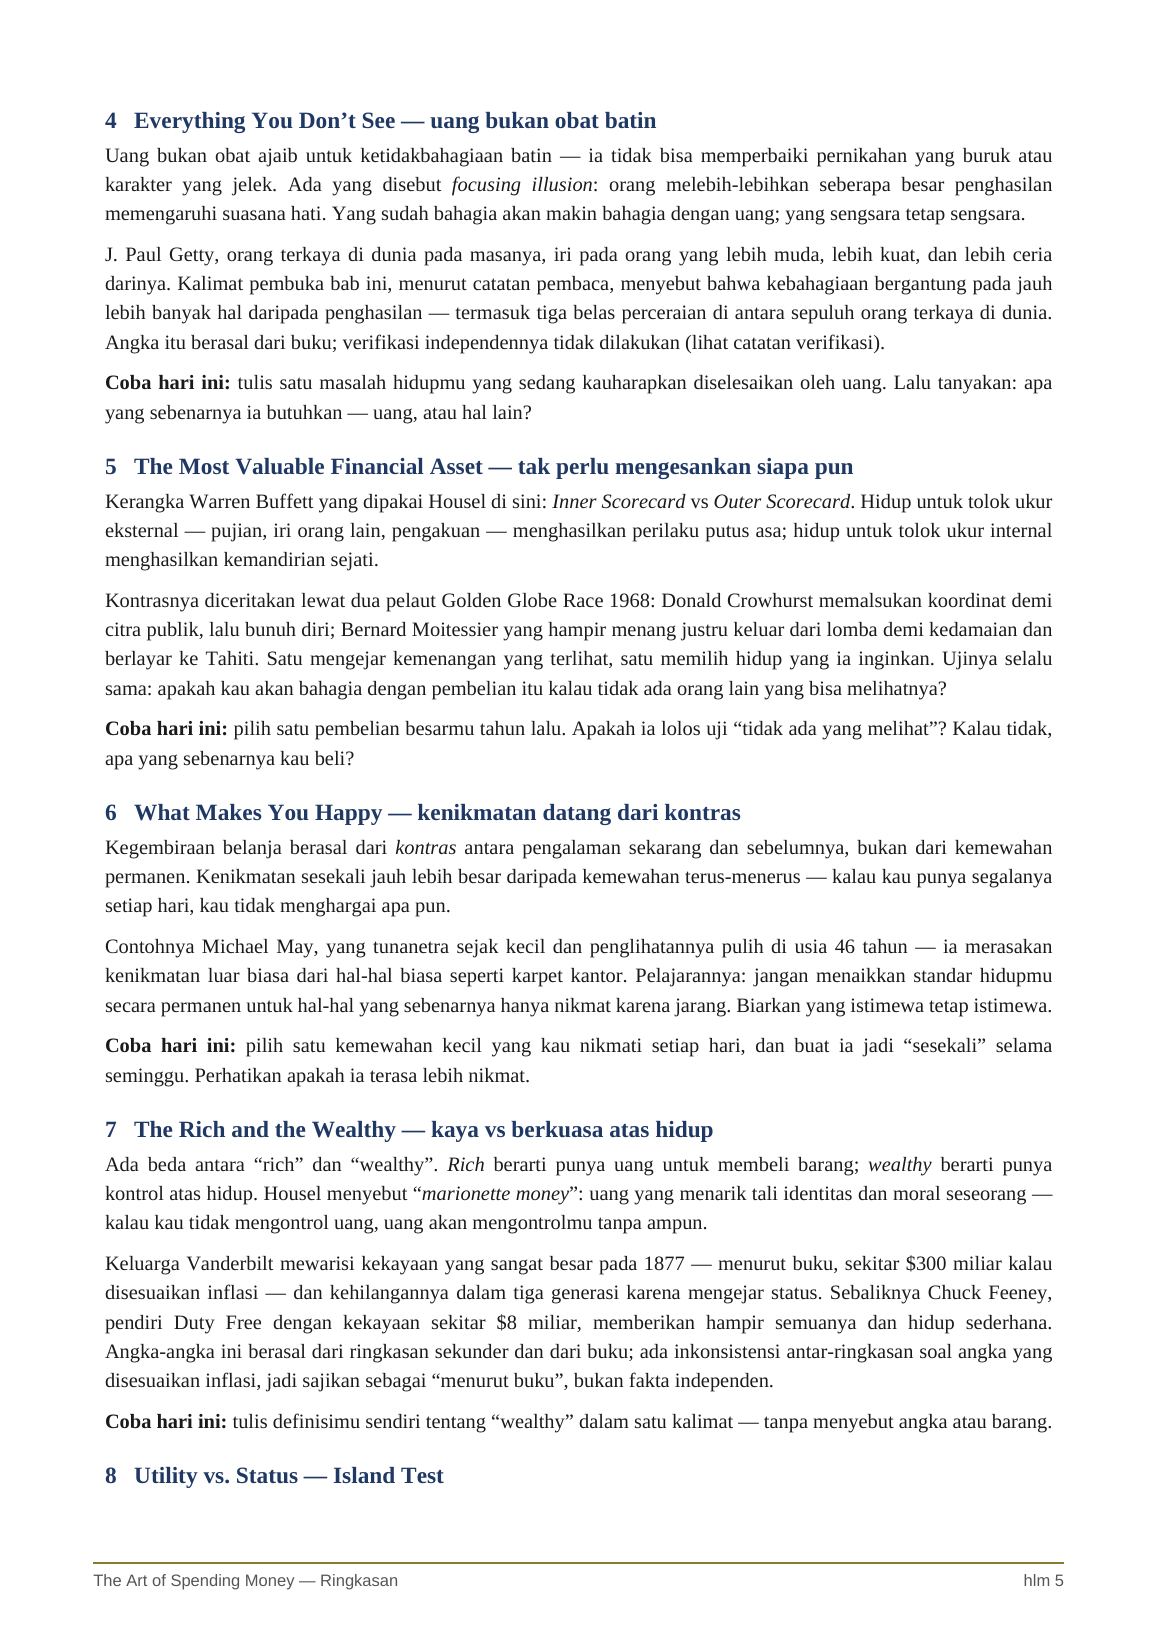 4 Everything You Don’t See — uang bukan obat batin
Uang bukan obat ajaib untuk ketidakbahagiaan batin — ia tidak bisa memperbaiki pernikahan yang buruk atau
karakter yang jelek. Ada yang disebut focusing illusion: orang melebih-lebihkan seberapa besar penghasilan
memengaruhi suasana hati. Yang sudah bahagia akan makin bahagia dengan uang; yang sengsara tetap sengsara.
J. Paul Getty, orang terkaya di dunia pada masanya, iri pada orang yang lebih muda, lebih kuat, dan lebih ceria
darinya. Kalimat pembuka bab ini, menurut catatan pembaca, menyebut bahwa kebahagiaan bergantung pada jauh
lebih banyak hal daripada penghasilan — termasuk tiga belas perceraian di antara sepuluh orang terkaya di dunia.
Angka itu berasal dari buku; verifikasi independennya tidak dilakukan (lihat catatan verifikasi).
Coba hari ini: tulis satu masalah hidupmu yang sedang kauharapkan diselesaikan oleh uang. Lalu tanyakan: apa
yang sebenarnya ia butuhkan — uang, atau hal lain?
5 The Most Valuable Financial Asset — tak perlu mengesankan siapa pun
Kerangka Warren Buffett yang dipakai Housel di sini: Inner Scorecard vs Outer Scorecard. Hidup untuk tolok ukur
eksternal — pujian, iri orang lain, pengakuan — menghasilkan perilaku putus asa; hidup untuk tolok ukur internal
menghasilkan kemandirian sejati.
Kontrasnya diceritakan lewat dua pelaut Golden Globe Race 1968: Donald Crowhurst memalsukan koordinat demi
citra publik, lalu bunuh diri; Bernard Moitessier yang hampir menang justru keluar dari lomba demi kedamaian dan
berlayar ke Tahiti. Satu mengejar kemenangan yang terlihat, satu memilih hidup yang ia inginkan. Ujinya selalu
sama: apakah kau akan bahagia dengan pembelian itu kalau tidak ada orang lain yang bisa melihatnya?
Coba hari ini: pilih satu pembelian besarmu tahun lalu. Apakah ia lolos uji “tidak ada yang melihat”? Kalau tidak,
apa yang sebenarnya kau beli?
6 What Makes You Happy — kenikmatan datang dari kontras
Kegembiraan belanja berasal dari kontras antara pengalaman sekarang dan sebelumnya, bukan dari kemewahan
permanen. Kenikmatan sesekali jauh lebih besar daripada kemewahan terus-menerus — kalau kau punya segalanya
setiap hari, kau tidak menghargai apa pun.
Contohnya Michael May, yang tunanetra sejak kecil dan penglihatannya pulih di usia 46 tahun — ia merasakan
kenikmatan luar biasa dari hal-hal biasa seperti karpet kantor. Pelajarannya: jangan menaikkan standar hidupmu
secara permanen untuk hal-hal yang sebenarnya hanya nikmat karena jarang. Biarkan yang istimewa tetap istimewa.
Coba hari ini: pilih satu kemewahan kecil yang kau nikmati setiap hari, dan buat ia jadi “sesekali” selama
seminggu. Perhatikan apakah ia terasa lebih nikmat.
7 The Rich and the Wealthy — kaya vs berkuasa atas hidup
Ada beda antara “rich” dan “wealthy”. Rich berarti punya uang untuk membeli barang; wealthy berarti punya
kontrol atas hidup. Housel menyebut “marionette money”: uang yang menarik tali identitas dan moral seseorang —
kalau kau tidak mengontrol uang, uang akan mengontrolmu tanpa ampun.
Keluarga Vanderbilt mewarisi kekayaan yang sangat besar pada 1877 — menurut buku, sekitar $300 miliar kalau
disesuaikan inflasi — dan kehilangannya dalam tiga generasi karena mengejar status. Sebaliknya Chuck Feeney,
pendiri Duty Free dengan kekayaan sekitar $8 miliar, memberikan hampir semuanya dan hidup sederhana.
Angka-angka ini berasal dari ringkasan sekunder dan dari buku; ada inkonsistensi antar-ringkasan soal angka yang
disesuaikan inflasi, jadi sajikan sebagai “menurut buku”, bukan fakta independen.
Coba hari ini: tulis definisimu sendiri tentang “wealthy” dalam satu kalimat — tanpa menyebut angka atau barang.
8 Utility vs. Status — Island Test
The Art of Spending Money — Ringkasan hlm 5